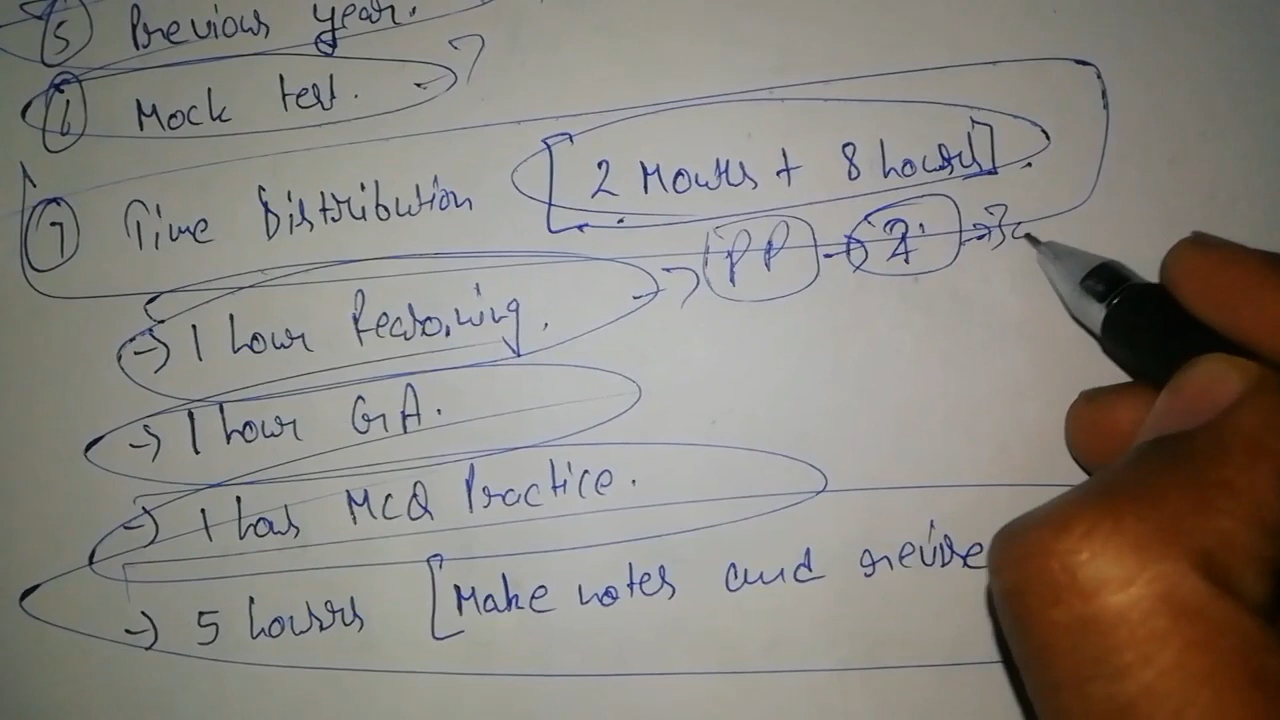 (5) Previous year.
(6) Mock test. →
(7) Time Distribution [2 Months + 8 hours].
→ 1 hour Reasoning. → PP → 2 →
→ 1 hour GA.
→ 1 hour MCQ Practice.
→ 5 hours [Make notes and revise